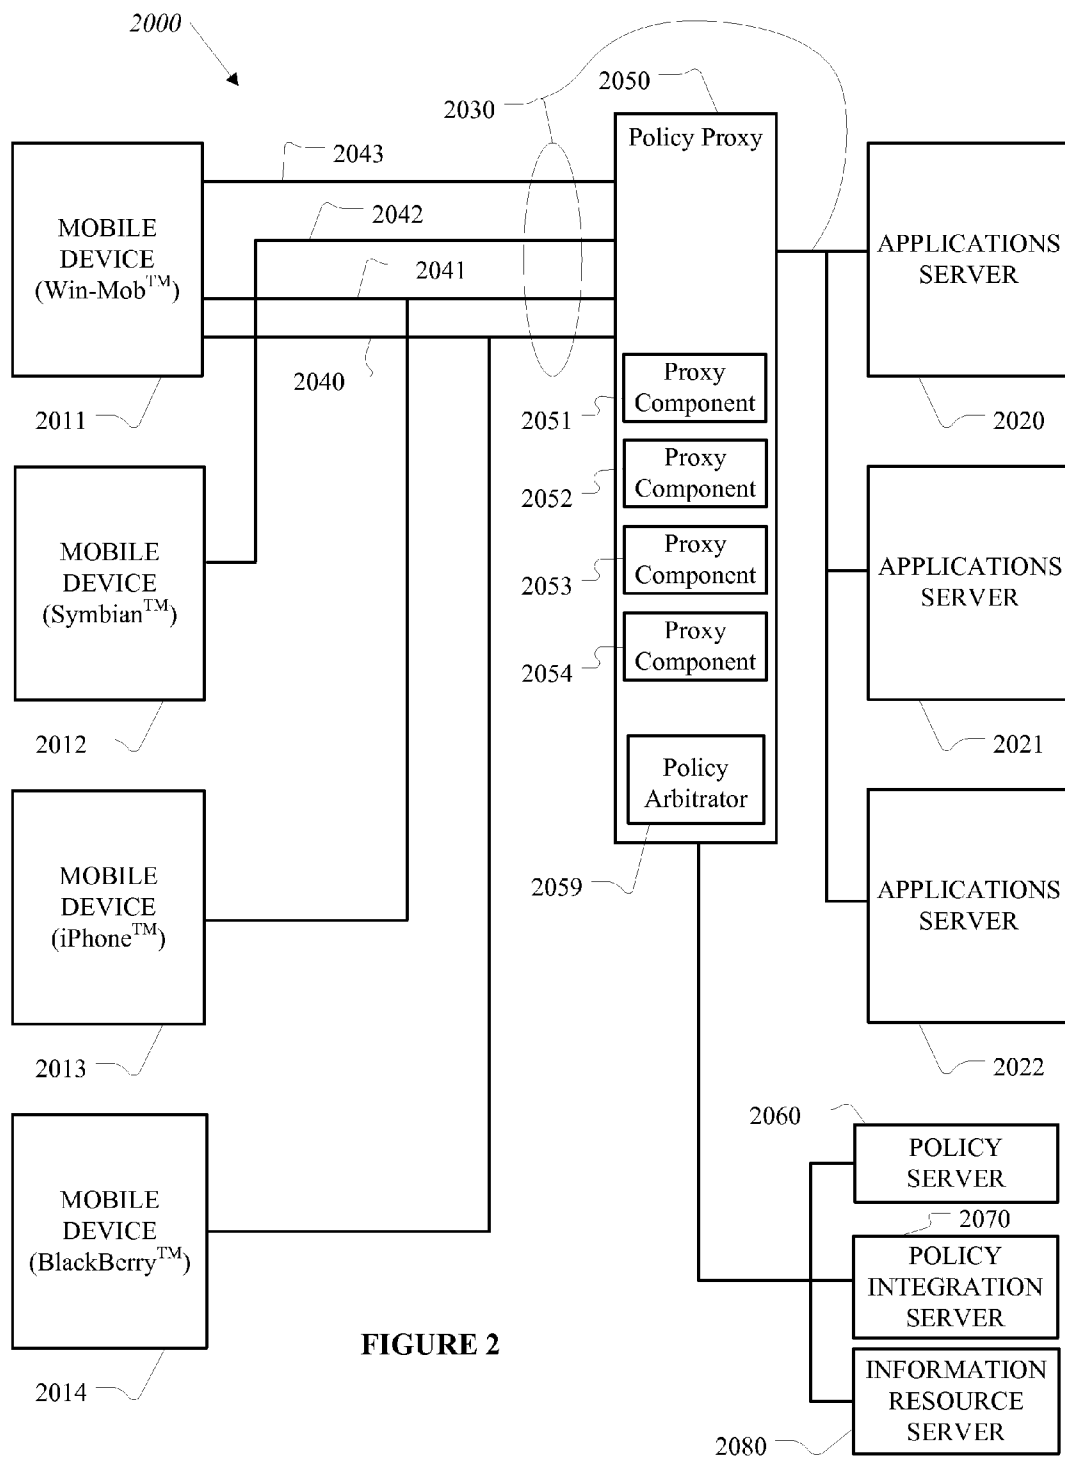 2000
2030
2050
Policy Proxy
2043
2042
2041
2040
MOBILE
DEVICE
(Win-Mob™)
2011
APPLICATIONS
SERVER
2020
Proxy
Component
2051
Proxy
Component
2052
Proxy
Component
2053
Proxy
Component
2054
MOBILE
DEVICE
(Symbian™)
2012
APPLICATIONS
SERVER
2021
Policy
Arbitrator
2059
MOBILE
DEVICE
(iPhone™)
2013
APPLICATIONS
SERVER
2022
2060
POLICY
SERVER
2070
POLICY
INTEGRATION
SERVER
MOBILE
DEVICE
(BlackBerry™)
2014
INFORMATION
RESOURCE
SERVER
2080
FIGURE 2